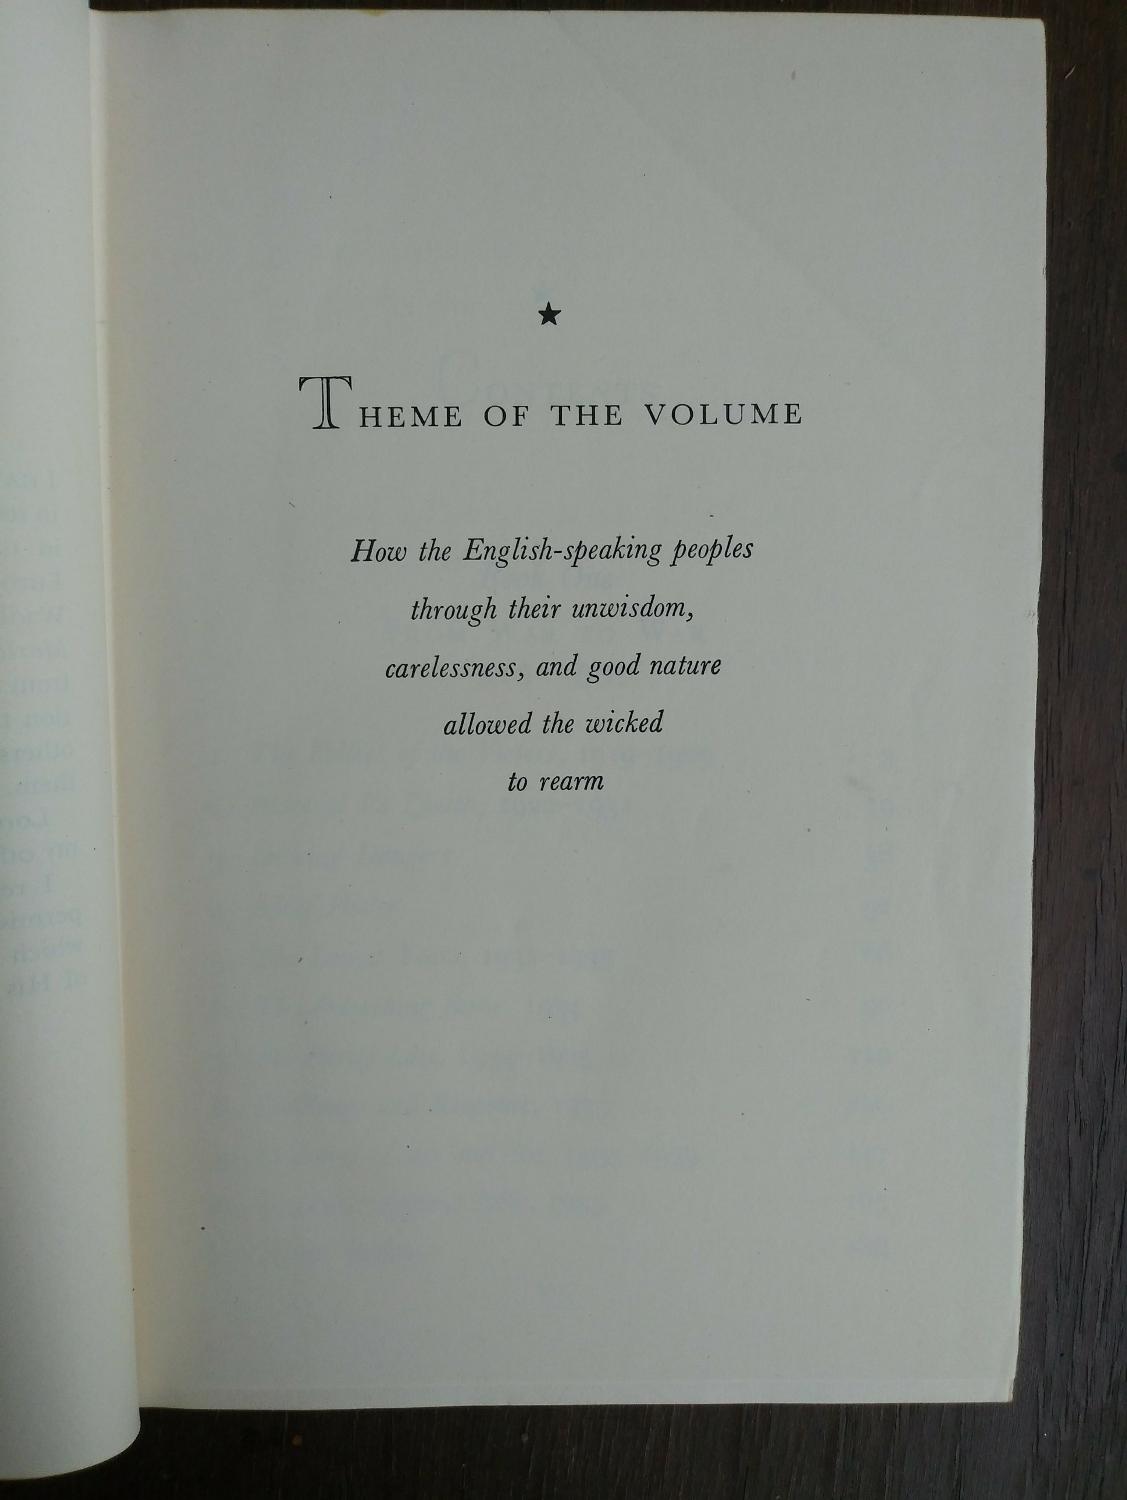 ★
THEME OF THE VOLUME
How the English-speaking peoples
through their unwisdom,
carelessness, and good nature
allowed the wicked
to rearm